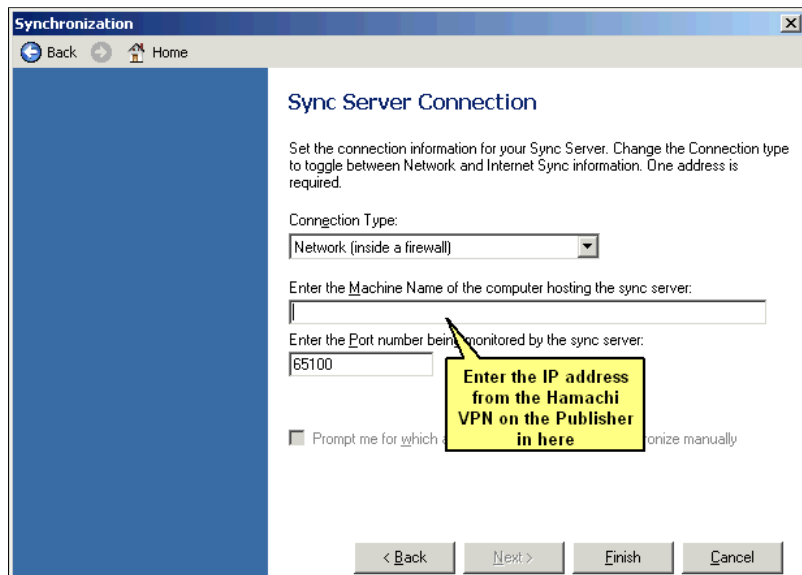 Synchronization
Back Home
Sync Server Connection
Set the connection information for your Sync Server. Change the Connection type
to toggle between Network and Internet Sync information. One address is
required.
Connection Type:
Network (inside a firewall)
Enter the Machine Name of the computer hosting the sync server:
Enter the Port number being monitored by the sync server:
65100
Enter the IP address
from the Hamachi
VPN on the Publisher
in here
Prompt me for which manually
< Back Next > Finish Cancel